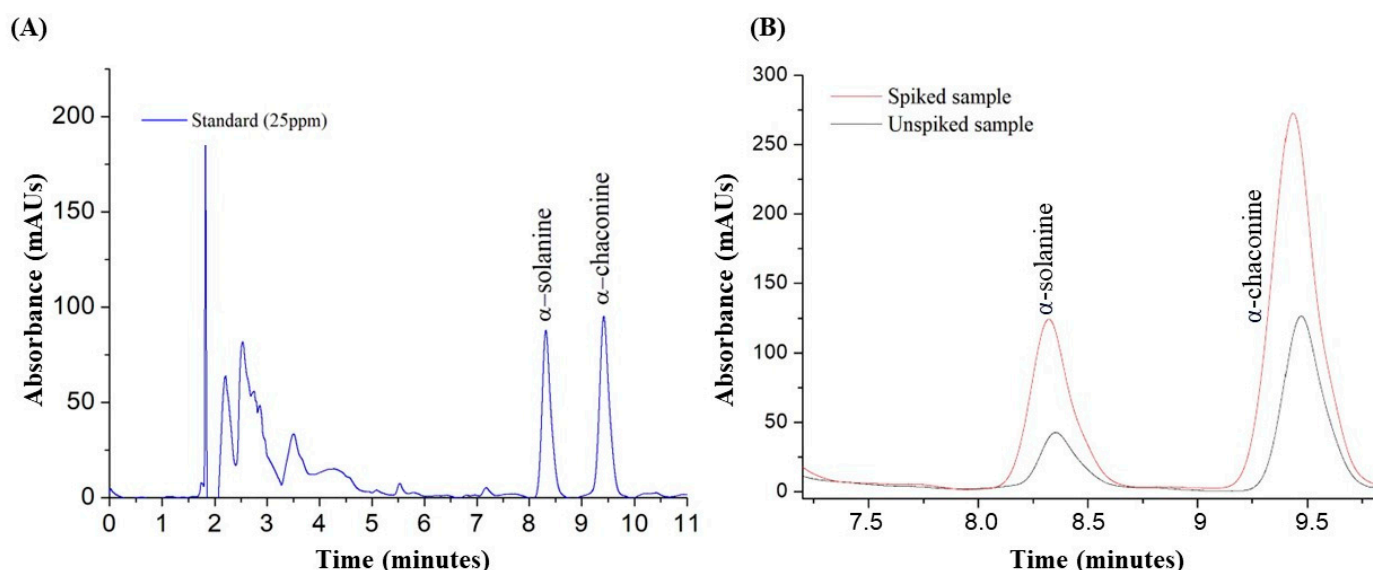 (A)
200
150
100
50
0
Absorbance (mAUs)
Standard (25ppm)
α–solanine
α–chaconine
0 1 2 3 4 5 6 7 8 9 10 11
Time (minutes)
(B)
300
250
200
150
100
50
0
Absorbance (mAUs)
Spiked sample
Unspiked sample
α-solanine
α-chaconine
7.5 8.0 8.5 9 9.5
Time (minutes)